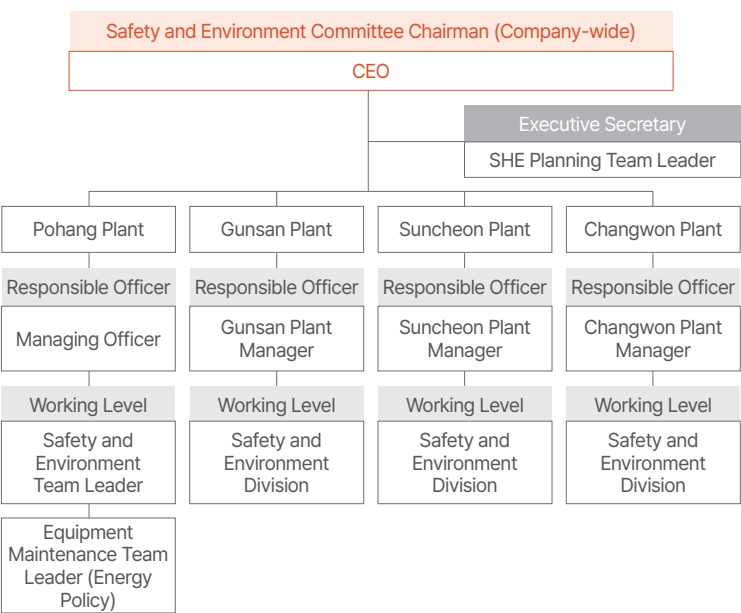 Safety and Environment Committee Chairman (Company-wide)
CEO
Executive Secretary
SHE Planning Team Leader
Pohang Plant
Gunsan Plant
Suncheon Plant
Changwon Plant
Responsible Officer
Responsible Officer
Responsible Officer
Responsible Officer
Managing Officer
Gunsan Plant
Manager
Suncheon Plant
Manager
Changwon Plant
Manager
Working Level
Working Level
Working Level
Working Level
Safety and
Environment
Team Leader
Safety and
Environment
Division
Safety and
Environment
Division
Safety and
Environment
Division
Equipment
Maintenance Team
Leader (Energy
Policy)